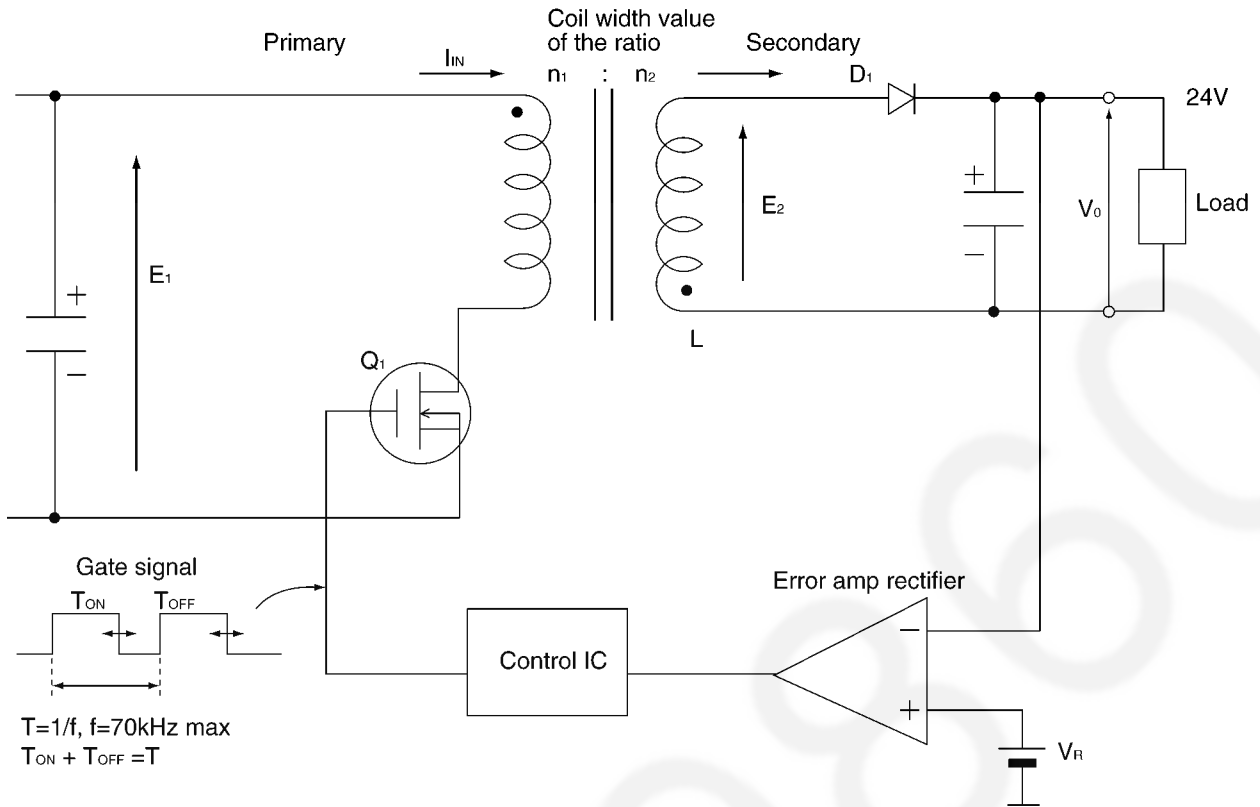 Coil width value
of the ratio
Primary
Secondary
IIN
n1 : n2
D1
24V
+
−
E1
E2
+
−
V0
Load
L
Q1
Gate signal
TON
TOFF
Error amp rectifier
Control IC
−
+
T=1/f, f=70kHz max
TON + TOFF =T
VR
860